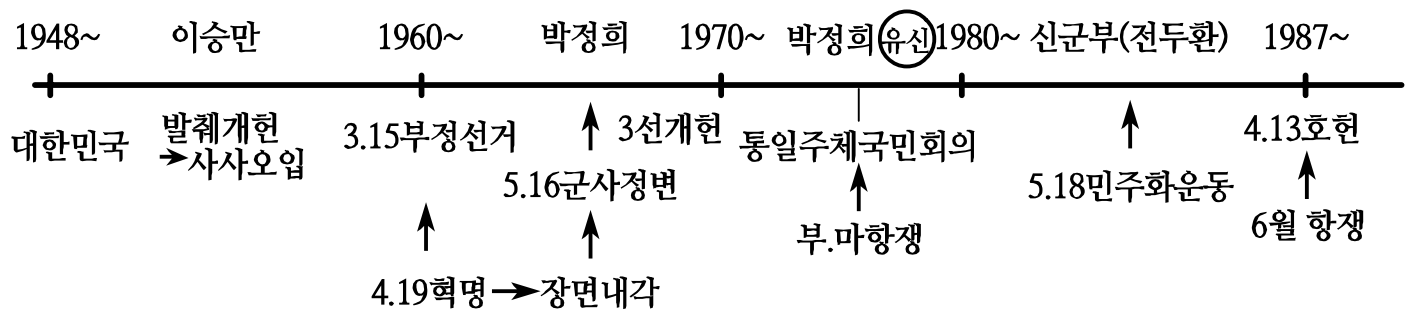 1948~ 이승만 1960~ 박정희 1970~ 박정희 유신 1980~ 신군부(전두환) 1987~
대한민국 발췌개헌 3.15부정선거 3선개헌 통일주체국민회의 4.13호헌
사사오입
5.16군사정변 5.18민주화운동
부.마항쟁 6월 항쟁
4.19혁명 장면내각